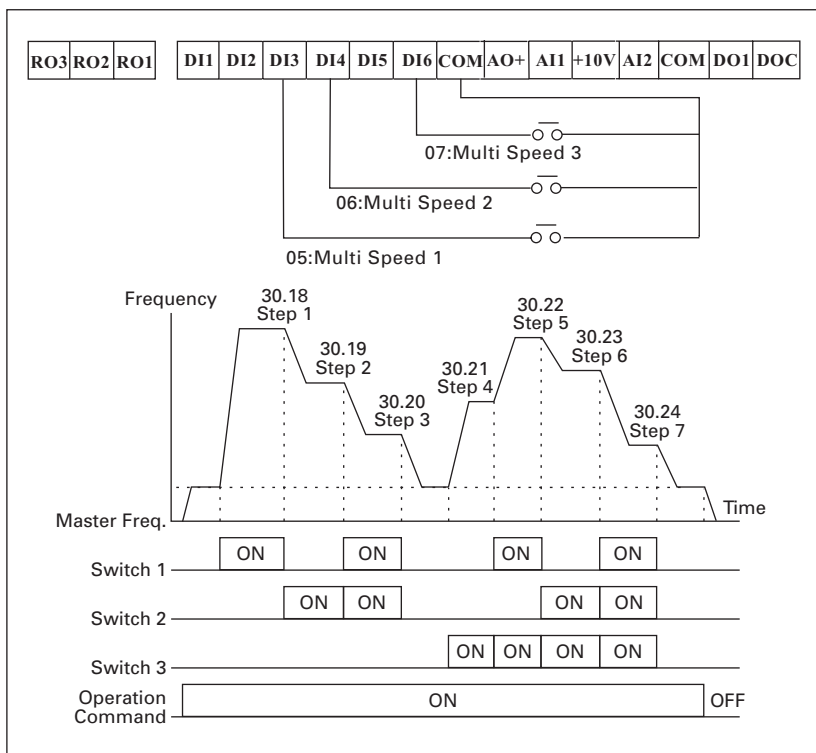 RO3 RO2 RO1 DI1 DI2 DI3 DI4 DI5 DI6 COM AO+ AI1 +10V AI2 COM DO1 DOC
07:Multi Speed 3
06:Multi Speed 2
05:Multi Speed 1
Frequency
30.18
Step 1
30.19
Step 2
30.20
Step 3
30.21
Step 4
30.22
Step 5
30.23
Step 6
30.24
Step 7
Time
Master Freq.
Switch 1 ON ON ON ON
Switch 2 ON ON ON ON
Switch 3 ON ON ON ON
Operation
Command
ON OFF